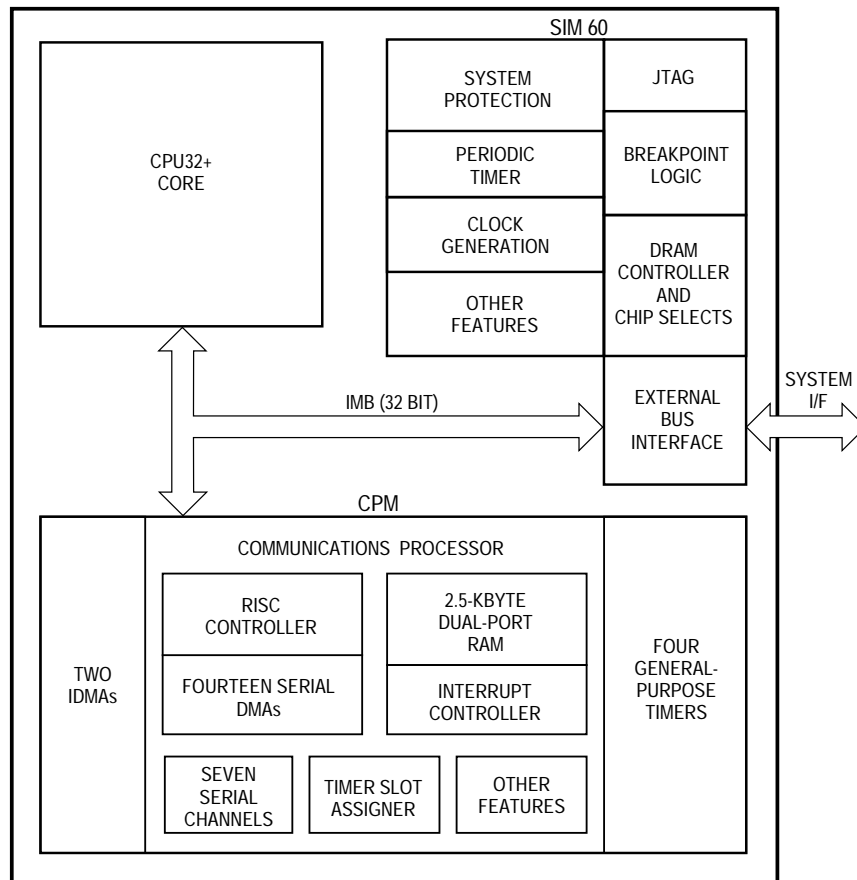 SIM 60
CPU32+
CORE
SYSTEM
PROTECTION
JTAG
PERIODIC
TIMER
BREAKPOINT
LOGIC
CLOCK
GENERATION
DRAM
CONTROLLER
AND
CHIP SELECTS
OTHER
FEATURES
IMB (32 BIT)
EXTERNAL
BUS
INTERFACE
SYSTEM
I/F
CPM
COMMUNICATIONS PROCESSOR
TWO
IDMAs
RISC
CONTROLLER
2.5-KBYTE
DUAL-PORT
RAM
FOURTEEN SERIAL
DMAs
INTERRUPT
CONTROLLER
SEVEN
SERIAL
CHANNELS
TIMER SLOT
ASSIGNER
OTHER
FEATURES
FOUR
GENERAL-
PURPOSE
TIMERS